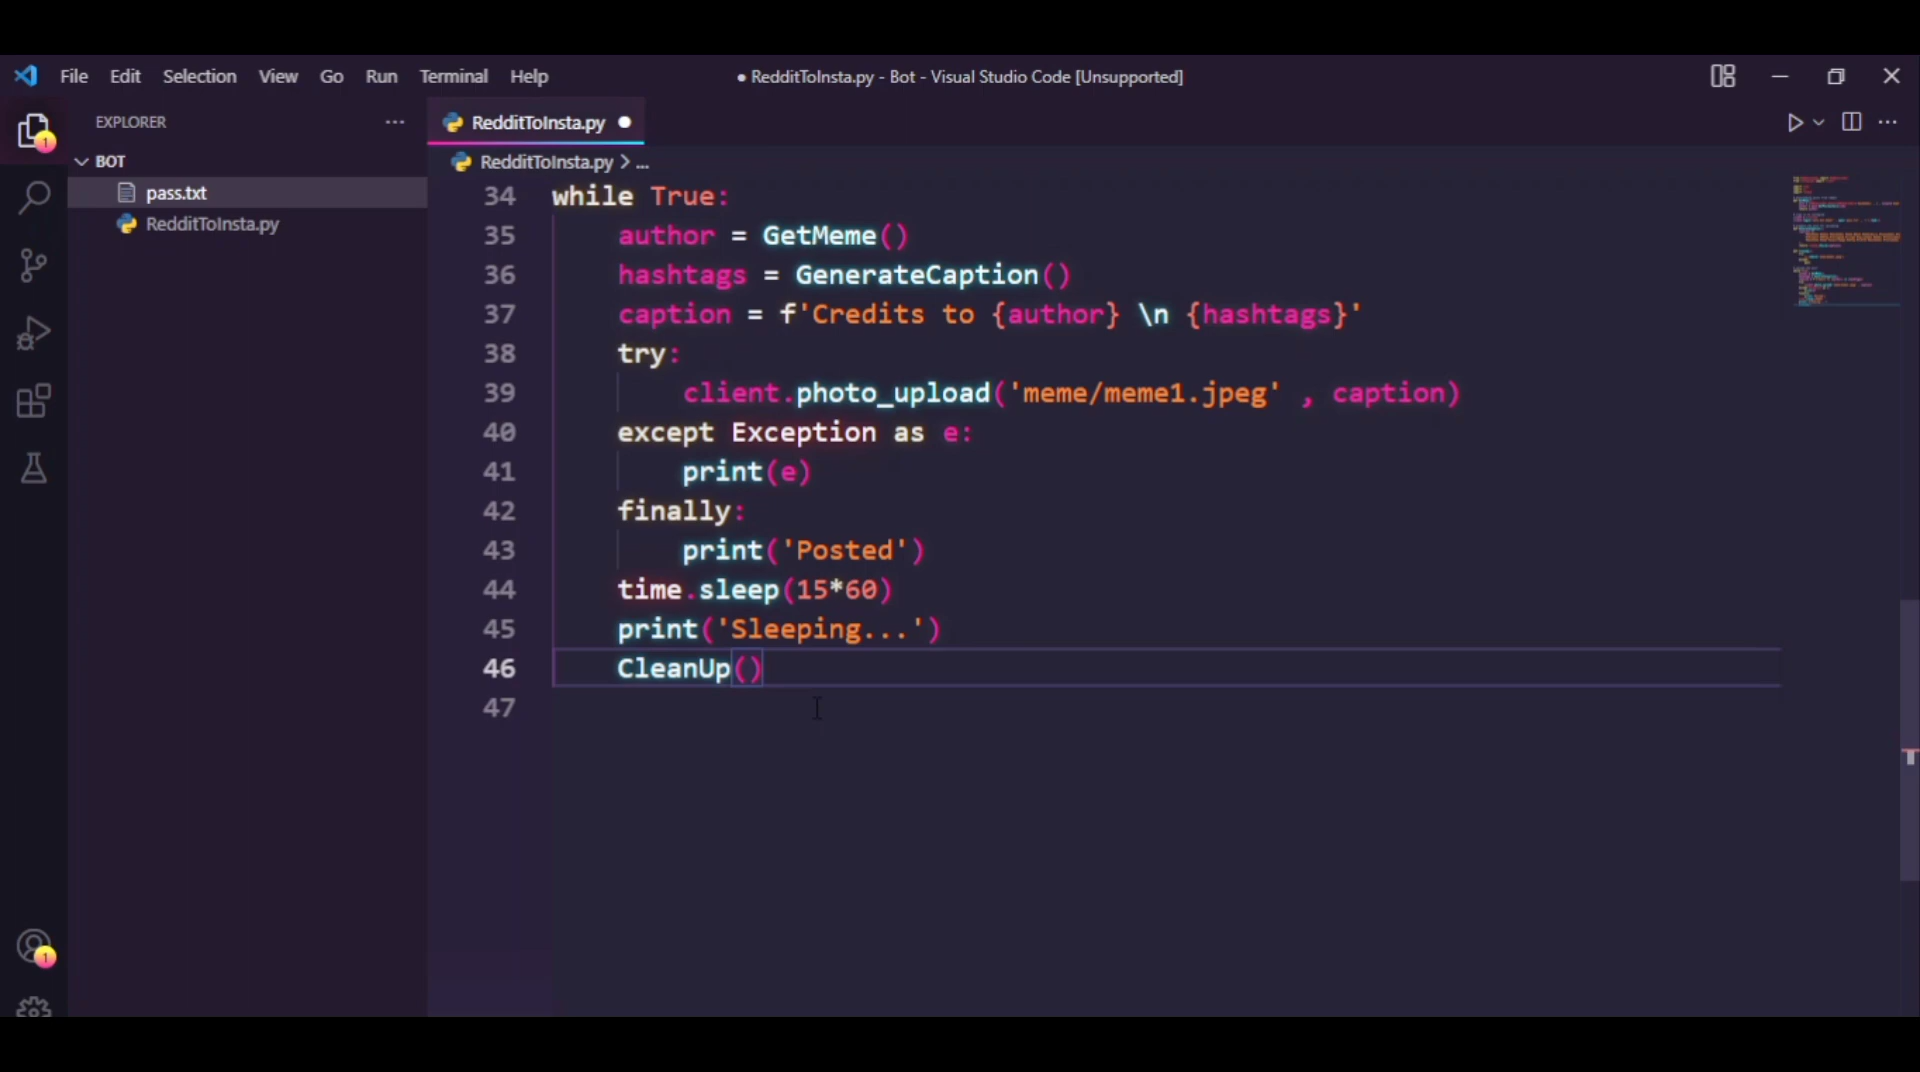 File Edit Selection View Go Run Terminal Help
● RedditToInsta.py - Bot - Visual Studio Code [Unsupported]
EXPLORER ...
BOT
pass.txt
RedditToInsta.py
1
1
RedditToInsta.py ●
RedditToInsta.py > ...
34 while True:
35     author = GetMeme()
36     hashtags = GenerateCaption()
37     caption = f'Credits to {author} \n {hashtags}'
38     try:
39         client.photo_upload('meme/meme1.jpeg' , caption)
40     except Exception as e:
41         print(e)
42     finally:
43         print('Posted')
44     time.sleep(15*60)
45     print('Sleeping...')
46     CleanUp()
47